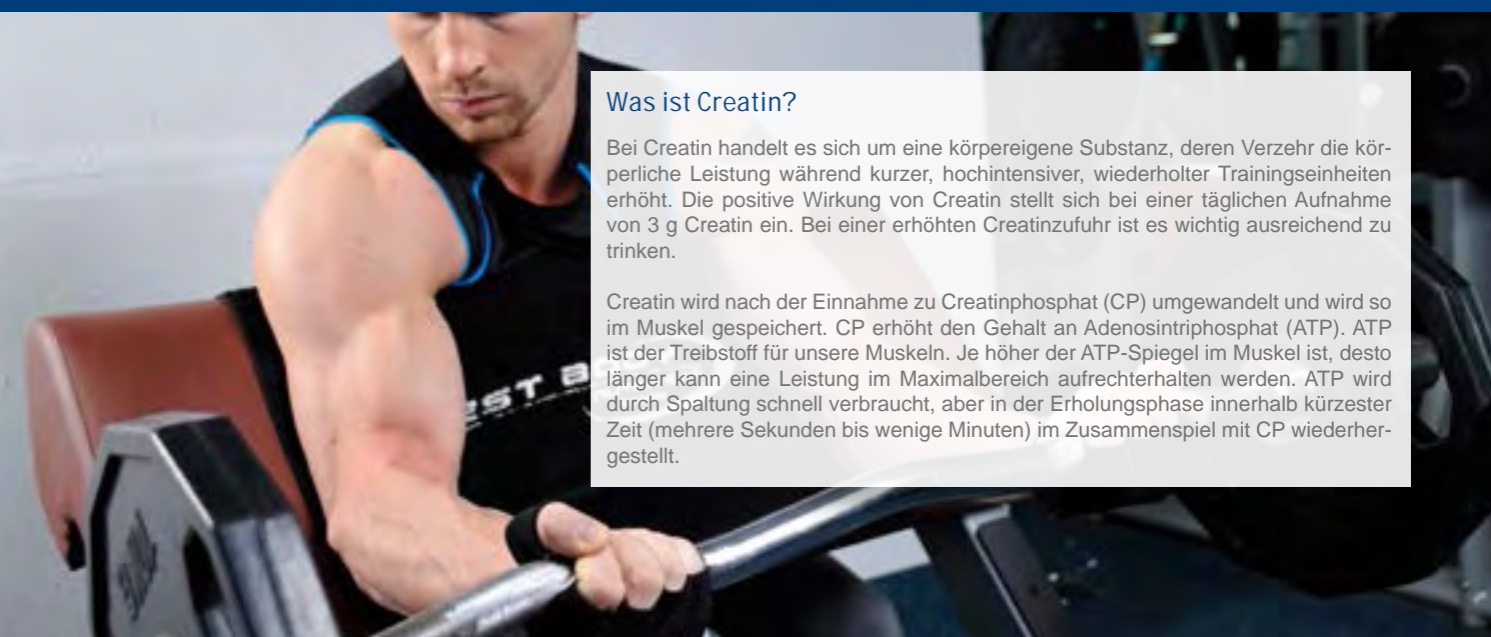 Was ist Creatin?
Bei Creatin handelt es sich um eine körpereigene Substanz, deren Verzehr die kör-
perliche Leistung während kurzer, hochintensiver, wiederholter Trainingseinheiten
erhöht. Die positive Wirkung von Creatin stellt sich bei einer täglichen Aufnahme
von 3 g Creatin ein. Bei einer erhöhten Creatinzufuhr ist es wichtig ausreichend zu
trinken.
Creatin wird nach der Einnahme zu Creatinphosphat (CP) umgewandelt und wird so
im Muskel gespeichert. CP erhöht den Gehalt an Adenosintriphosphat (ATP). ATP
ist der Treibstoff für unsere Muskeln. Je höher der ATP-Spiegel im Muskel ist, desto
länger kann eine Leistung im Maximalbereich aufrechterhalten werden. ATP wird
durch Spaltung schnell verbraucht, aber in der Erholungsphase innerhalb kürzester
Zeit (mehrere Sekunden bis wenige Minuten) im Zusammenspiel mit CP wiederher-
gestellt.